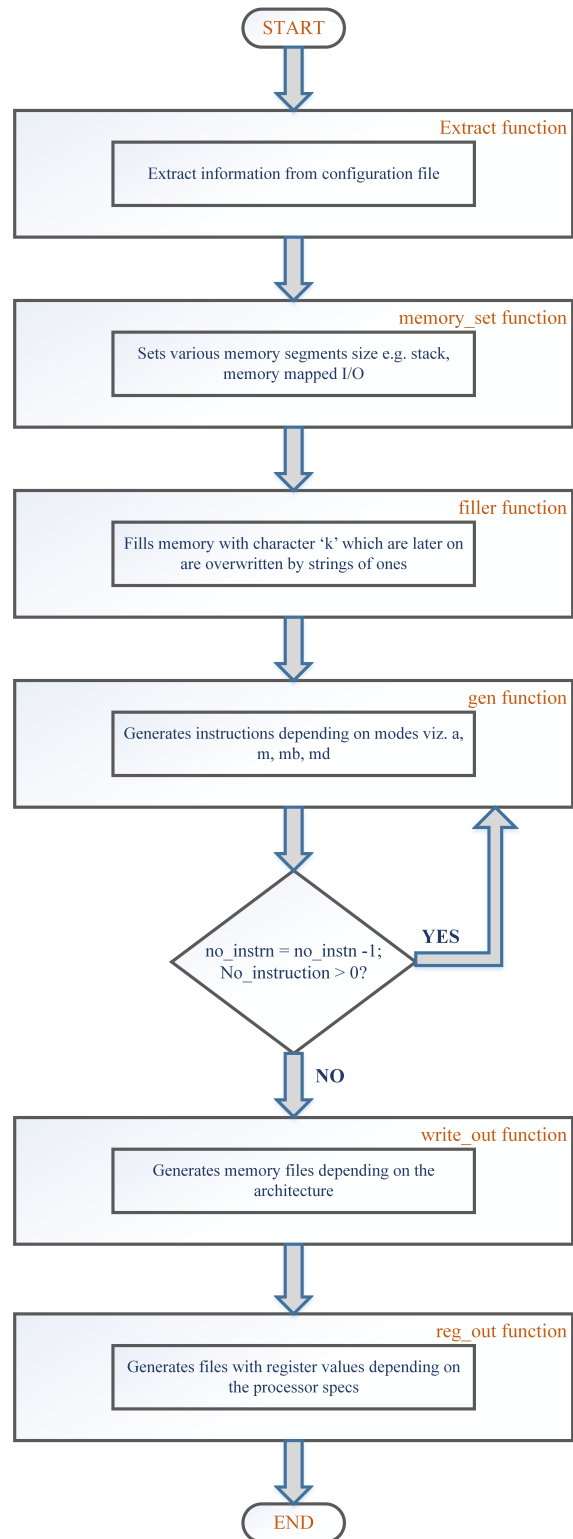 START
Extract function
Extract information from configuration file
memory_set function
Sets various memory segments size e.g. stack,
memory mapped I/O
filler function
Fills memory with character ‘k’ which are later on
are overwritten by strings of ones
gen function
Generates instructions depending on modes viz. a,
m, mb, md
no_instrn = no_instn -1;
No_instruction > 0?
YES
NO
write_out function
Generates memory files depending on the
architecture
reg_out function
Generates files with register values depending on
the processor specs
END